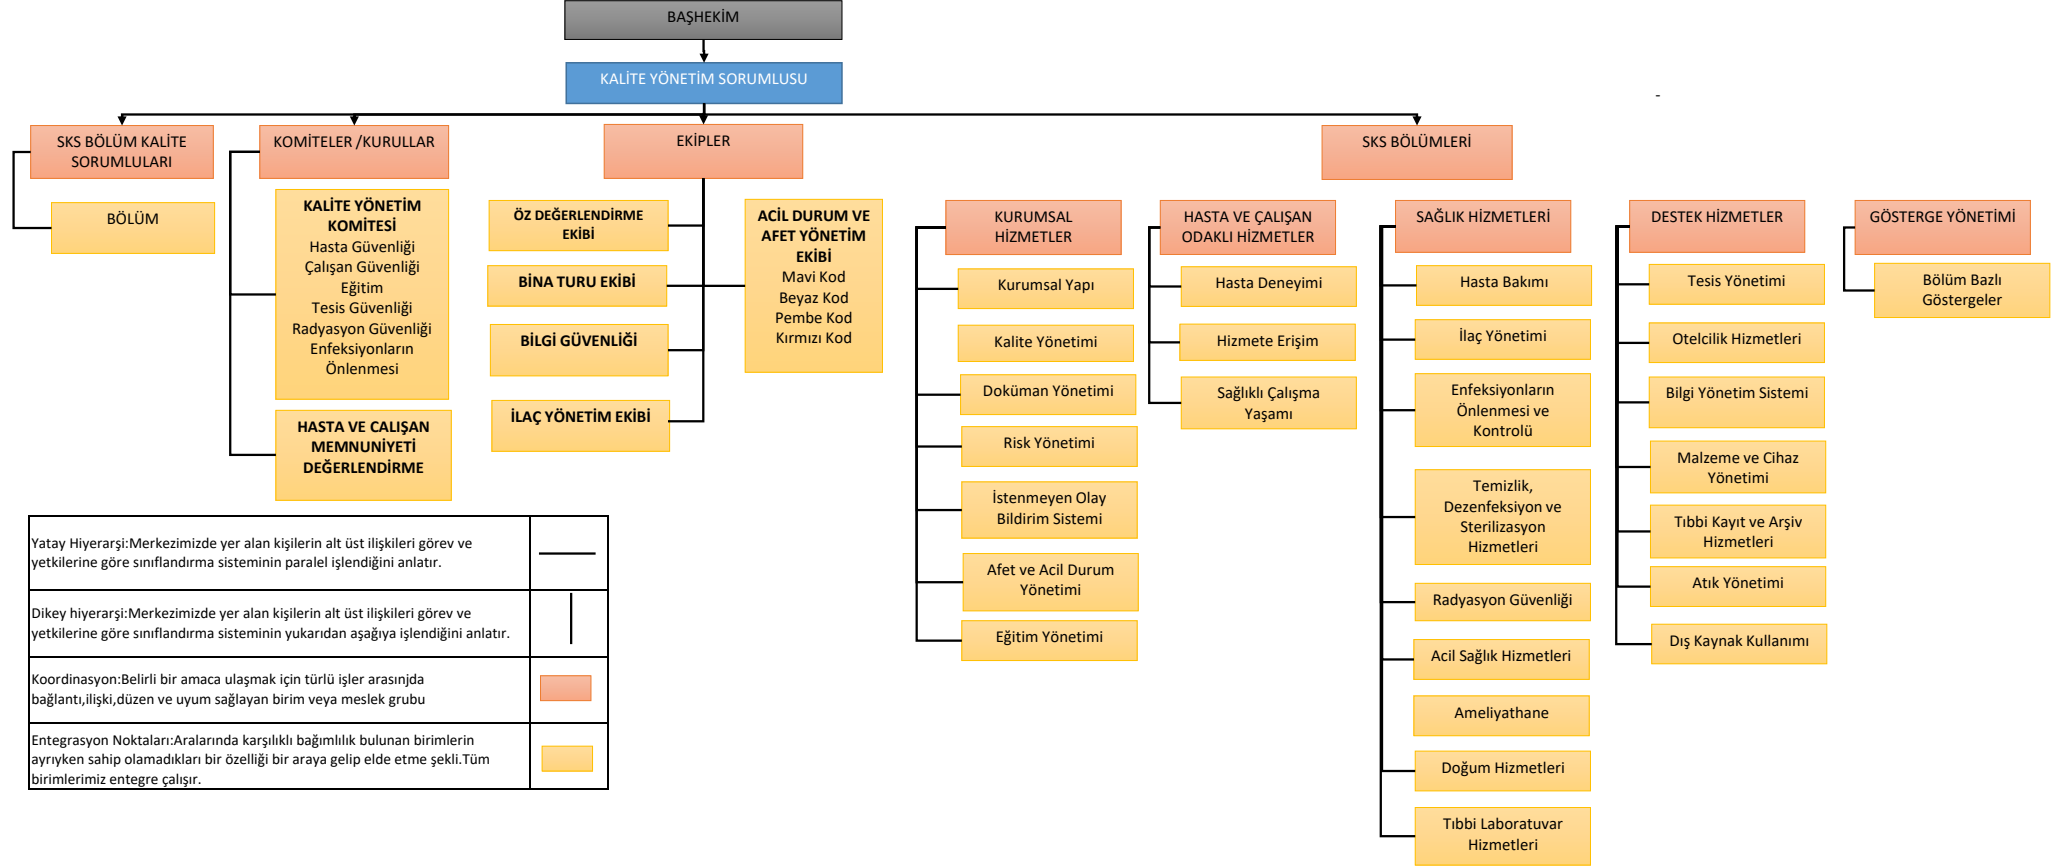 BAŞHEKİM
KALİTE YÖNETİM SORUMLUSU
-
SKS BÖLÜM KALİTE
SORUMLULARI
BÖLÜM
KOMİTELER /KURULLAR
KALİTE YÖNETİM
KOMİTESİ
Hasta Güvenliği
Çalışan Güvenliği
Eğitim
Tesis Güvenliği
Radyasyon Güvenliği
Enfeksiyonların
Önlenmesi
HASTA VE CALIŞAN
MEMNUNİYETİ
DEĞERLENDİRME
EKİPLER
ÖZ DEĞERLENDİRME
EKİBİ
BİNA TURU EKİBİ
BİLGİ GÜVENLİĞİ
İLAÇ YÖNETİM EKİBİ
ACİL DURUM VE
AFET YÖNETİM
EKİBİ
Mavi Kod
Beyaz Kod
Pembe Kod
Kırmızı Kod
SKS BÖLÜMLERİ
KURUMSAL
HİZMETLER
Kurumsal Yapı
Kalite Yönetimi
Doküman Yönetimi
Risk Yönetimi
İstenmeyen Olay
Bildirim Sistemi
Afet ve Acil Durum
Yönetimi
Eğitim Yönetimi
HASTA VE ÇALIŞAN
ODAKLI HİZMETLER
Hasta Deneyimi
Hizmete Erişim
Sağlıklı Çalışma
Yaşamı
SAĞLIK HİZMETLERİ
Hasta Bakımı
İlaç Yönetimi
Enfeksiyonların
Önlenmesi ve
Kontrolü
Temizlik,
Dezenfeksiyon ve
Sterilizasyon
Hizmetleri
Radyasyon Güvenliği
Acil Sağlık Hizmetleri
Ameliyathane
Doğum Hizmetleri
Tıbbi Laboratuvar
Hizmetleri
DESTEK HİZMETLER
Tesis Yönetimi
Otelcilik Hizmetleri
Bilgi Yönetim Sistemi
Malzeme ve Cihaz
Yönetimi
Tıbbi Kayıt ve Arşiv
Hizmetleri
Atık Yönetimi
Dış Kaynak Kullanımı
GÖSTERGE YÖNETİMİ
Bölüm Bazlı
Göstergeler
Yatay Hiyerarşi:Merkezimizde yer alan kişilerin alt üst ilişkileri görev ve
yetkilerine göre sınıflandırma sisteminin paralel işlendiğini anlatır.
Dikey hiyerarşi:Merkezimizde yer alan kişilerin alt üst ilişkileri görev ve
yetkilerine göre sınıflandırma sisteminin yukarıdan aşağıya işlendiğini anlatır.
Koordinasyon:Belirli bir amaca ulaşmak için türlü işler arasınjda
bağlantı,ilişki,düzen ve uyum sağlayan birim veya meslek grubu
Entegrasyon Noktaları:Aralarında karşılıklı bağımlılık bulunan birimlerin
ayrıyken sahip olamadıkları bir özelliği bir araya gelip elde etme şekli.Tüm
birimlerimiz entegre çalışır.